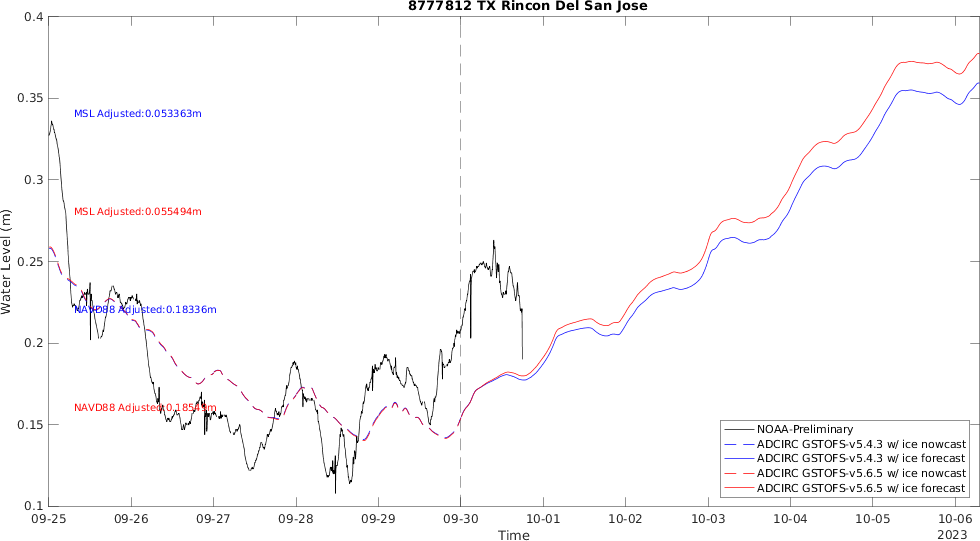 8777812 TX Rincon Del San Jose
0.4
0.35
0.3
0.25
0.2
0.15
0.1
Water Level (m)
MSL Adjusted:0.053363m
MSL Adjusted:0.055494m
NAVD88 Adjusted:0.18336m
NAVD88 Adjusted:0.18549m
NOAA-Preliminary
ADCIRC GSTOFS-v5.4.3 w/ ice nowcast
ADCIRC GSTOFS-v5.4.3 w/ ice forecast
ADCIRC GSTOFS-v5.6.5 w/ ice nowcast
ADCIRC GSTOFS-v5.6.5 w/ ice forecast
09-25 09-26 09-27 09-28 09-29 09-30 10-01 10-02 10-03 10-04 10-05 10-06
2023
Time